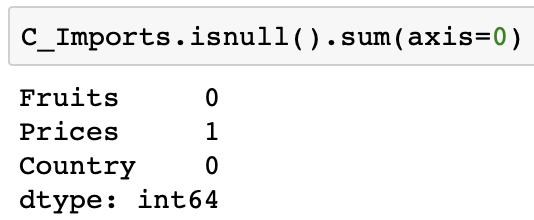 C_Imports.isnull().sum(axis=0)
Fruits     0
Prices     1
Country    0
dtype: int64